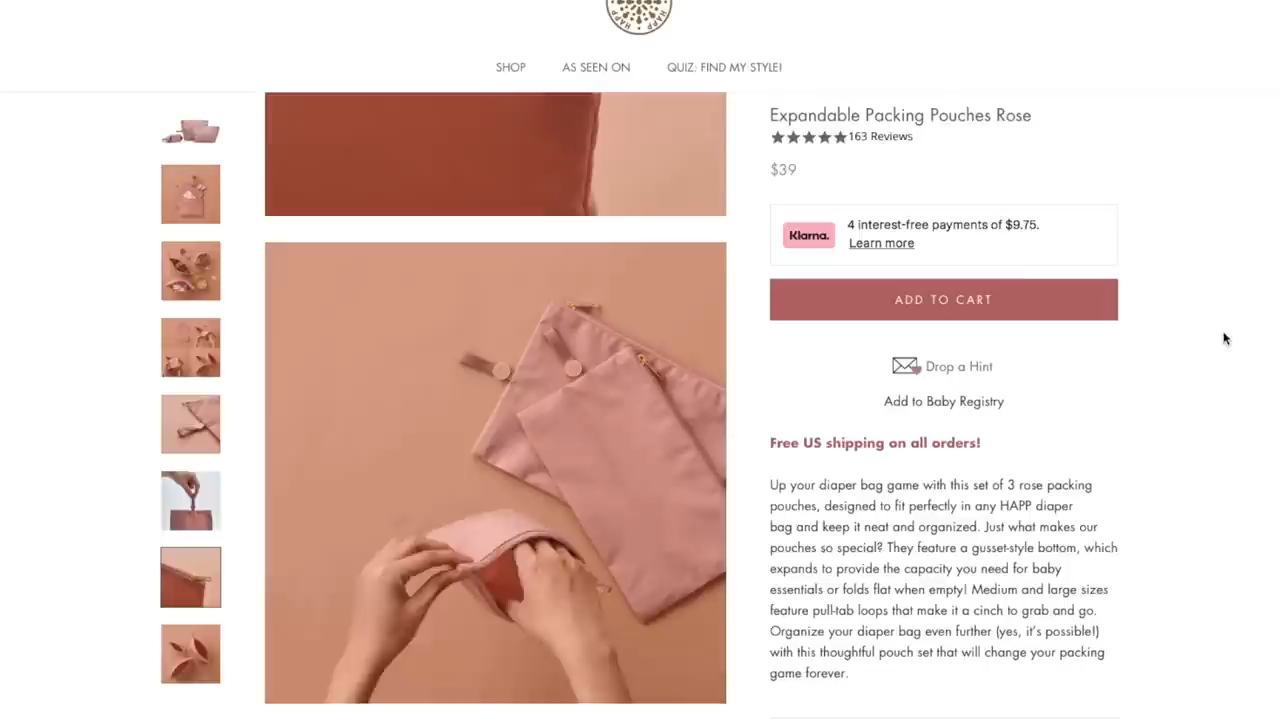 HAPP HAPP
SHOP AS SEEN ON QUIZ: FIND MY STYLE!
Expandable Packing Pouches Rose
163 Reviews
$39
Klarna. 4 interest-free payments of $9.75.
Learn more
ADD TO CART
Drop a Hint
Add to Baby Registry
Free US shipping on all orders!
Up your diaper bag game with this set of 3 rose packing
pouches, designed to fit perfectly in any HAPP diaper
bag and keep it neat and organized. Just what makes our
pouches so special? They feature a gusset-style bottom, which
expands to provide the capacity you need for baby
essentials or folds flat when empty! Medium and large sizes
feature pull-tab loops that make it a cinch to grab and go.
Organize your diaper bag even further (yes, it's possible!)
with this thoughtful pouch set that will change your packing
game forever.